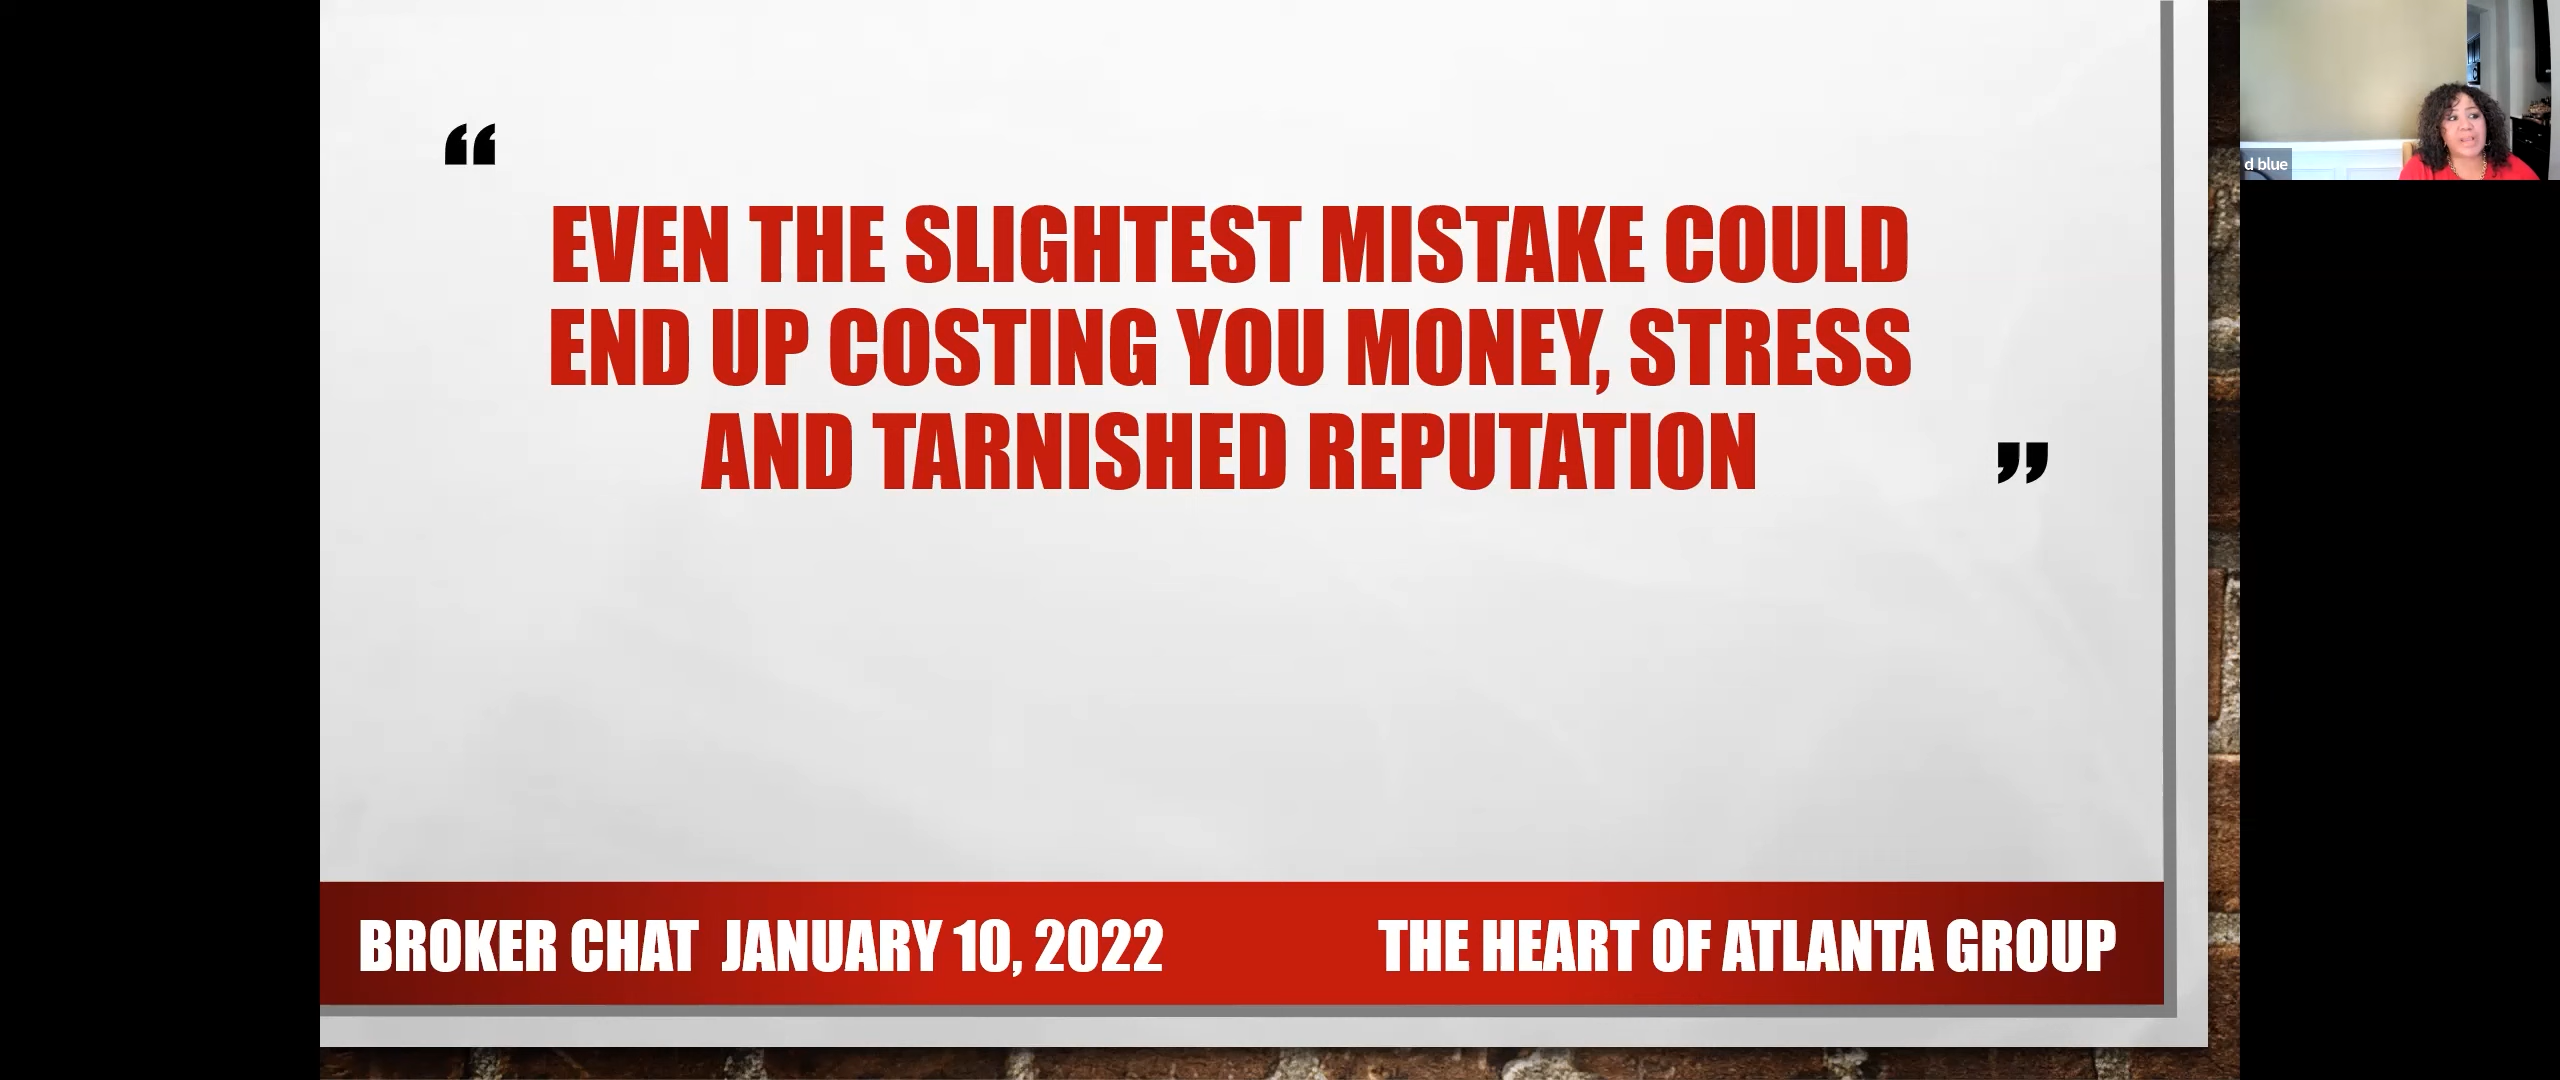 “
EVEN THE SLIGHTEST MISTAKE COULD
END UP COSTING YOU MONEY, STRESS
AND TARNISHED REPUTATION
”
BROKER CHAT  JANUARY 10, 2022
THE HEART OF ATLANTA GROUP
d blue